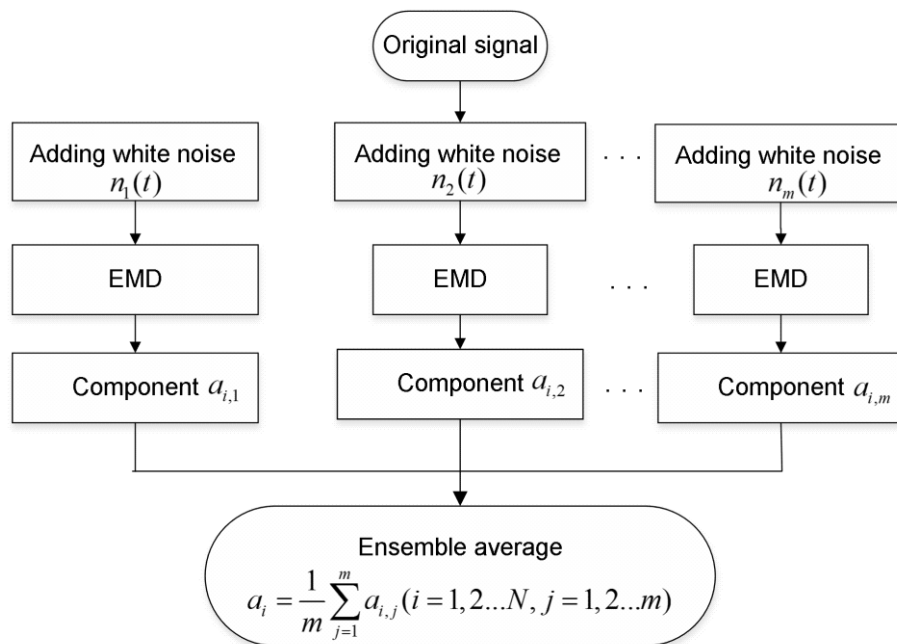 Original signal
Adding white noise
n₁(t)
Adding white noise
n₂(t)
. . .
Adding white noise
nₘ(t)
EMD
EMD
. . .
EMD
Component aᵢ,₁
Component aᵢ,₂
. . .
Component aᵢ,ₘ
Ensemble average
aᵢ = 1/m ∑_{j=1}^{m} aᵢ,ⱼ (i = 1, 2...N, j = 1, 2...m)